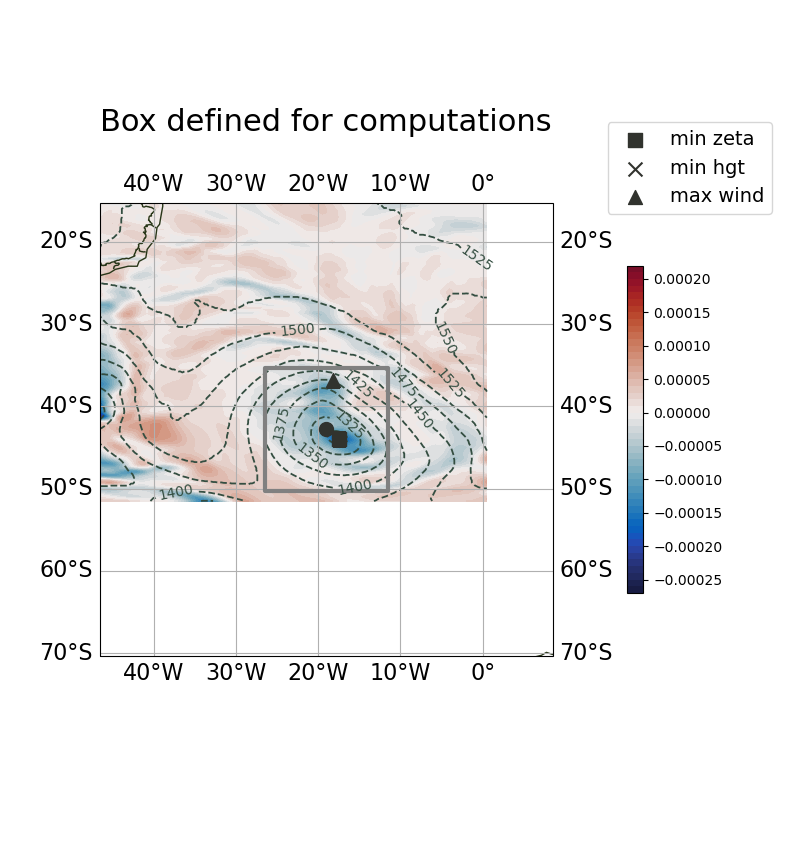 Box defined for computations
min zeta
min hgt
max wind
40°W 30°W 20°W 10°W 0°
20°S 20°S
30°S 30°S
40°S 40°S
50°S 50°S
60°S 60°S
70°S 70°S
40°W 30°W 20°W 10°W 0°
1525
1550
1500
1525
1475
1450
1425
1375
1325
1350
1400
1400
0.00020
0.00015
0.00010
0.00005
0.00000
−0.00005
−0.00010
−0.00015
−0.00020
−0.00025